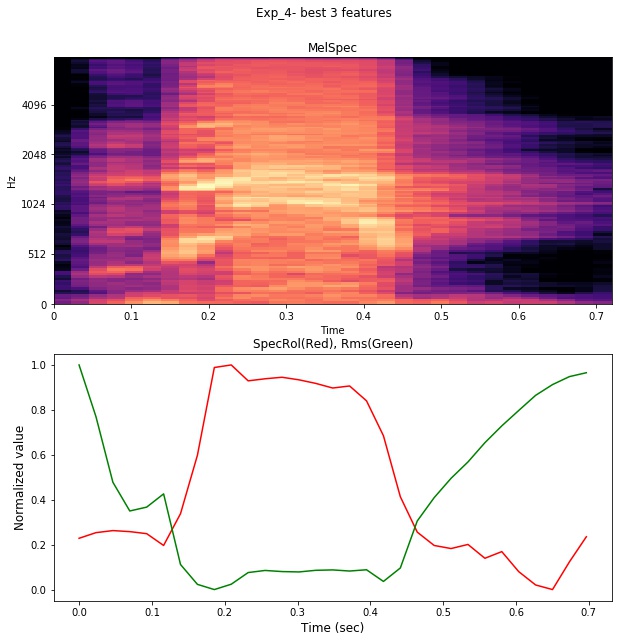 Exp_4- best 3 features
MelSpec
Hz
4096
2048
1024
512
0
0 0.1 0.2 0.3 0.4 0.5 0.6 0.7
Time
SpecRol(Red), Rms(Green)
Normalized value
1.0
0.8
0.6
0.4
0.2
0.0
0.0 0.1 0.2 0.3 0.4 0.5 0.6 0.7
Time (sec)